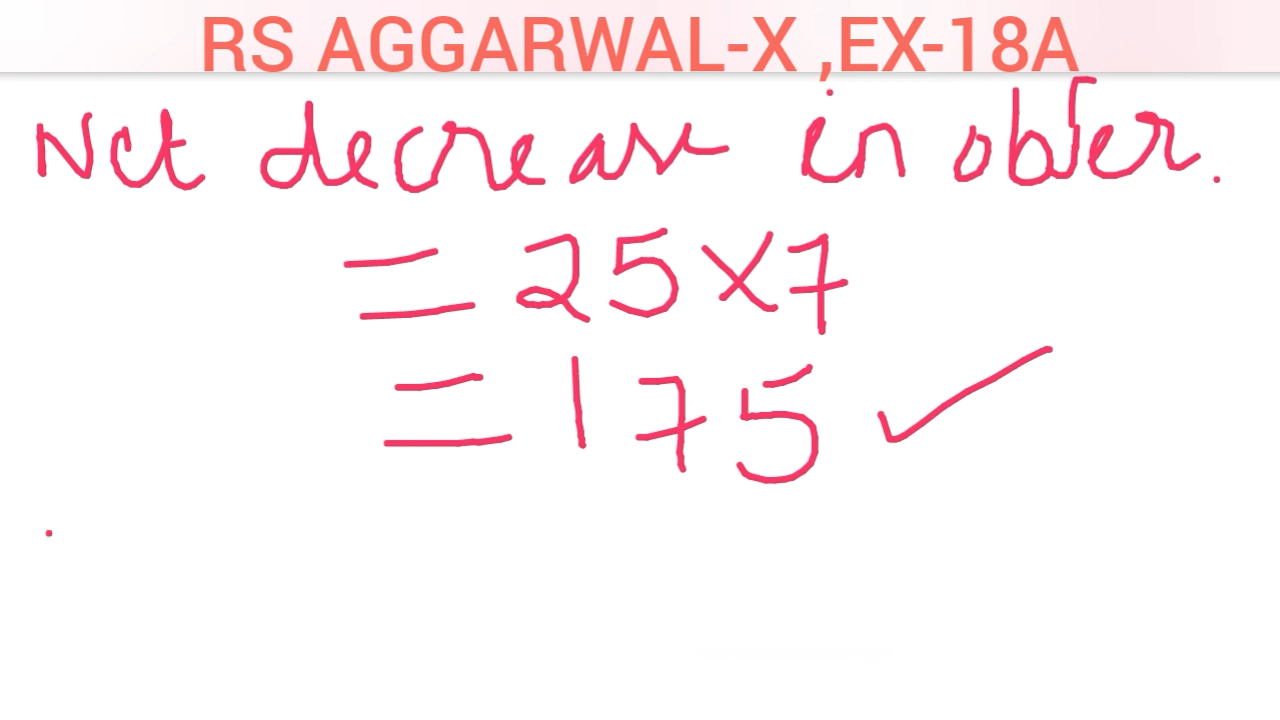 RS AGGARWAL-X ,EX-18A
Net decrease in obser.
= 25 × 7
= 175 ✓